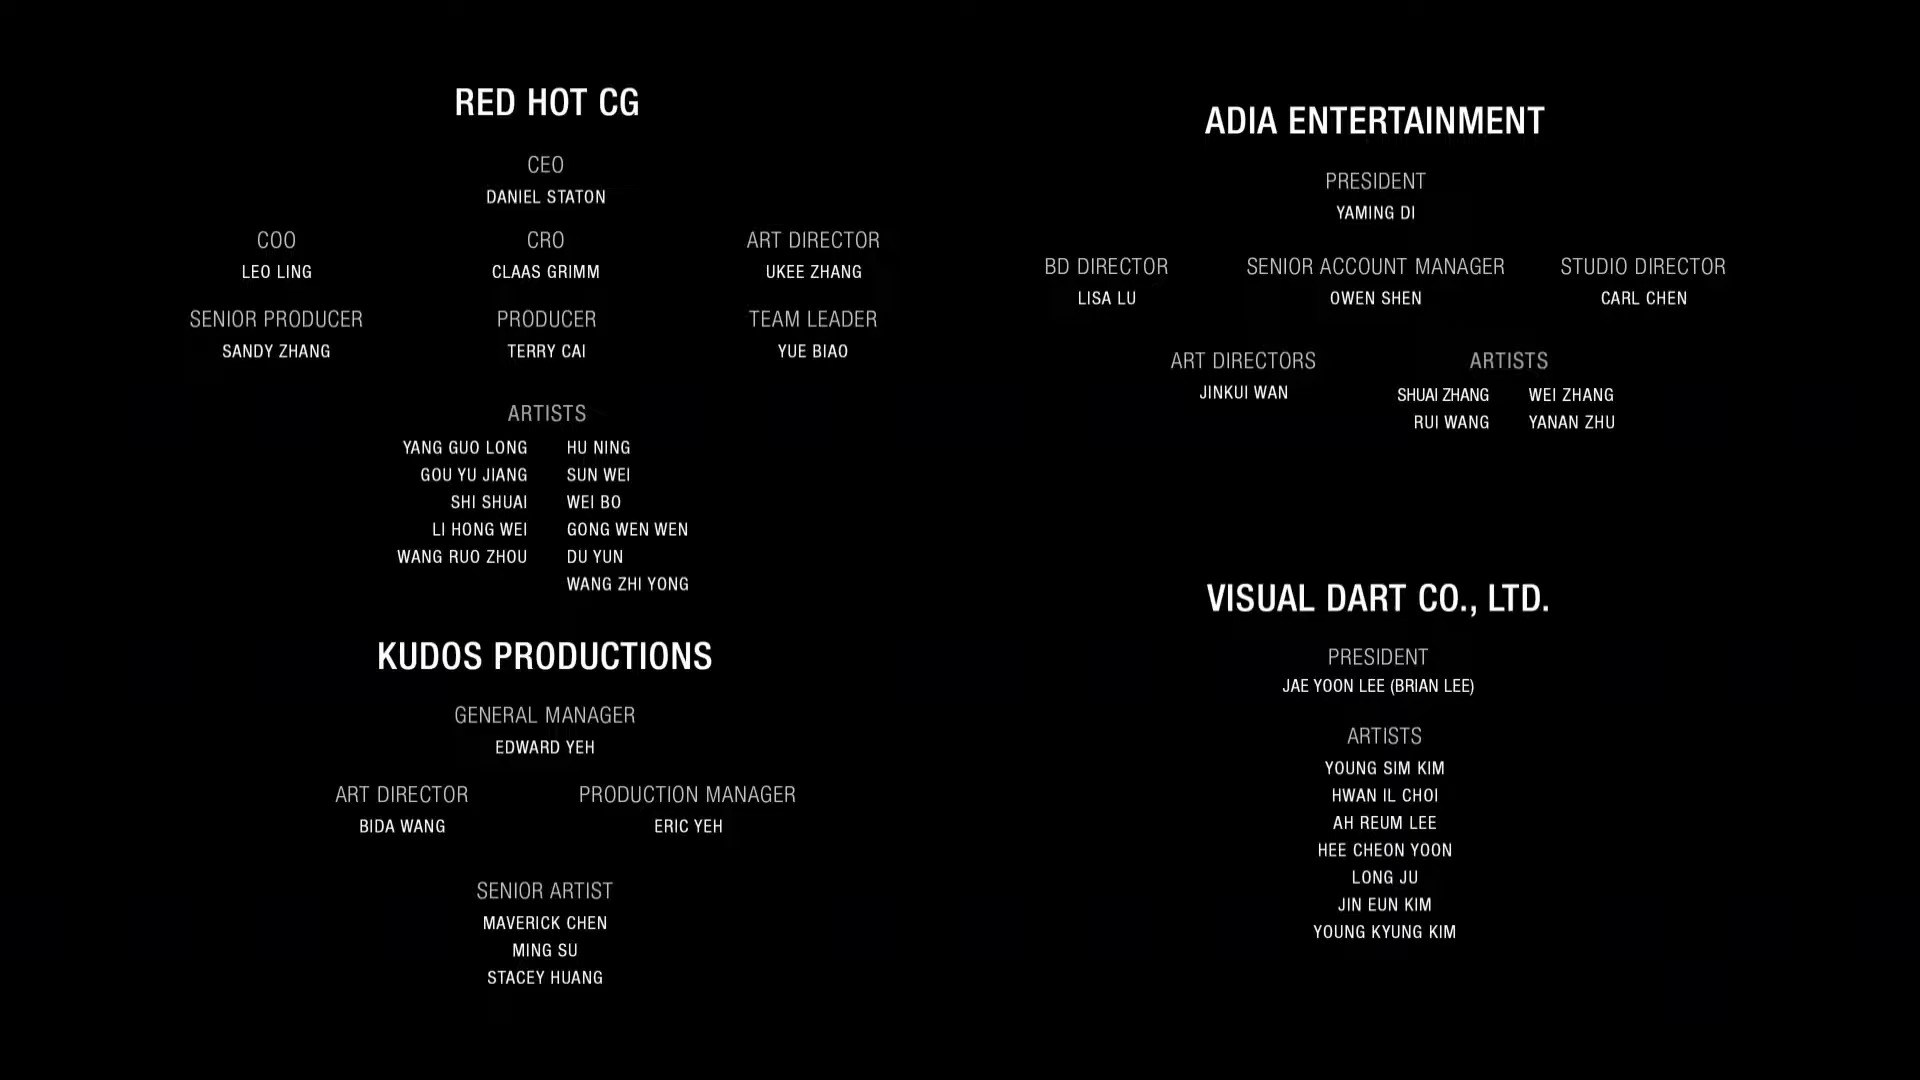 RED HOT CG
CEO
DANIEL STATON
COO CRO ART DIRECTOR
LEO LING CLAAS GRIMM UKEE ZHANG
SENIOR PRODUCER PRODUCER TEAM LEADER
SANDY ZHANG TERRY CAI YUE BIAO
ARTISTS
YANG GUO LONG HU NING
GOU YU JIANG SUN WEI
SHI SHUAI WEI BO
LI HONG WEI GONG WEN WEN
WANG RUO ZHOU DU YUN
WANG ZHI YONG
KUDOS PRODUCTIONS
GENERAL MANAGER
EDWARD YEH
ART DIRECTOR PRODUCTION MANAGER
BIDA WANG ERIC YEH
SENIOR ARTIST
MAVERICK CHEN
MING SU
STACEY HUANG
ADIA ENTERTAINMENT
PRESIDENT
YAMING DI
BD DIRECTOR SENIOR ACCOUNT MANAGER STUDIO DIRECTOR
LISA LU OWEN SHEN CARL CHEN
ART DIRECTORS ARTISTS
JINKUI WAN SHUAI ZHANG WEI ZHANG
RUI WANG YANAN ZHU
VISUAL DART CO., LTD.
PRESIDENT
JAE YOON LEE (BRIAN LEE)
ARTISTS
YOUNG SIM KIM
HWAN IL CHOI
AH REUM LEE
HEE CHEON YOON
LONG JU
JIN EUN KIM
YOUNG KYUNG KIM